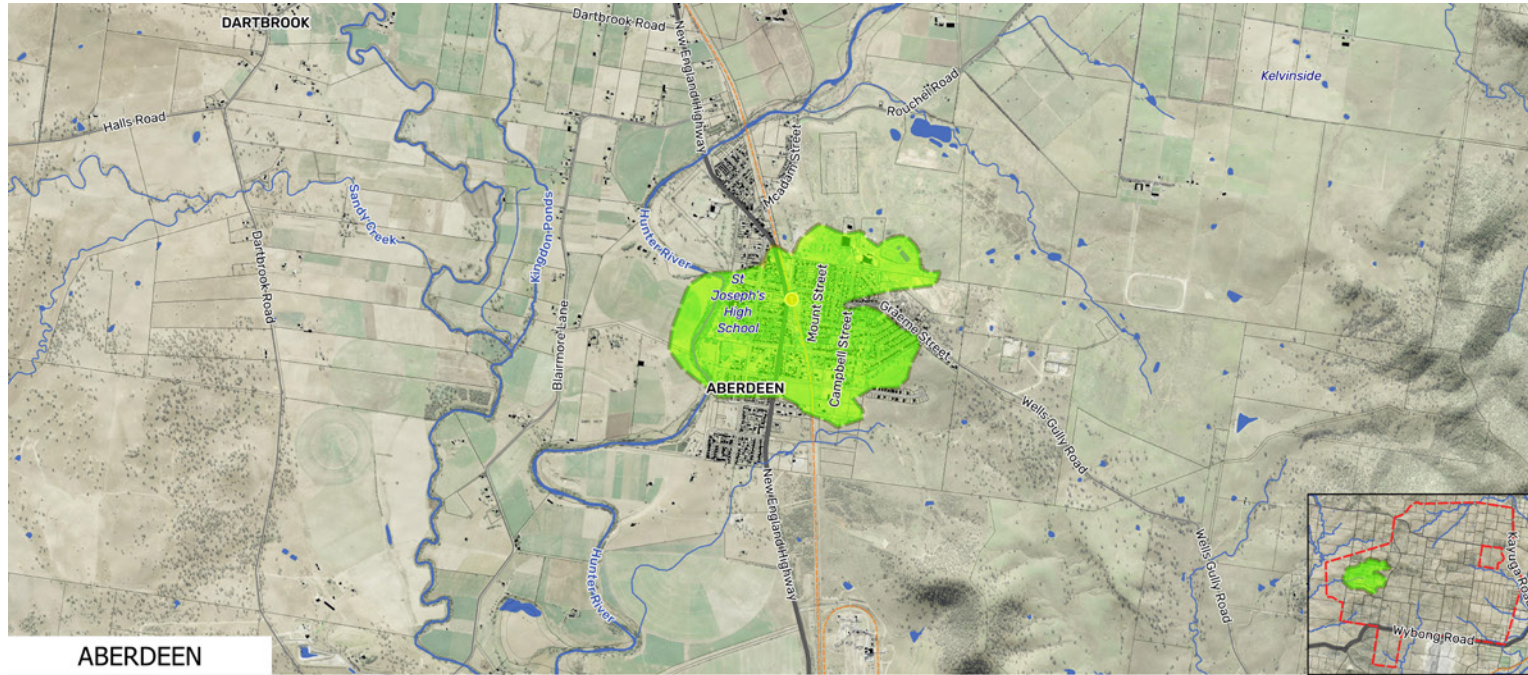 DARTBROOK
Dartbrook Road
New England Highway
Rouchel Road
Kelvinside
Halls Road
Mcadam Street
Sandy Creek
Kingdon Ponds
Hunter River
Dartbrook Road
St
Joseph's
High
School
Mount Street
Graeme Street
Blairmore Lane
Campbell Street
ABERDEEN
Wells Gully Road
New England Highway
Hunter River
Wells Gully Road
Kayuga Road
Wybong Road
ABERDEEN